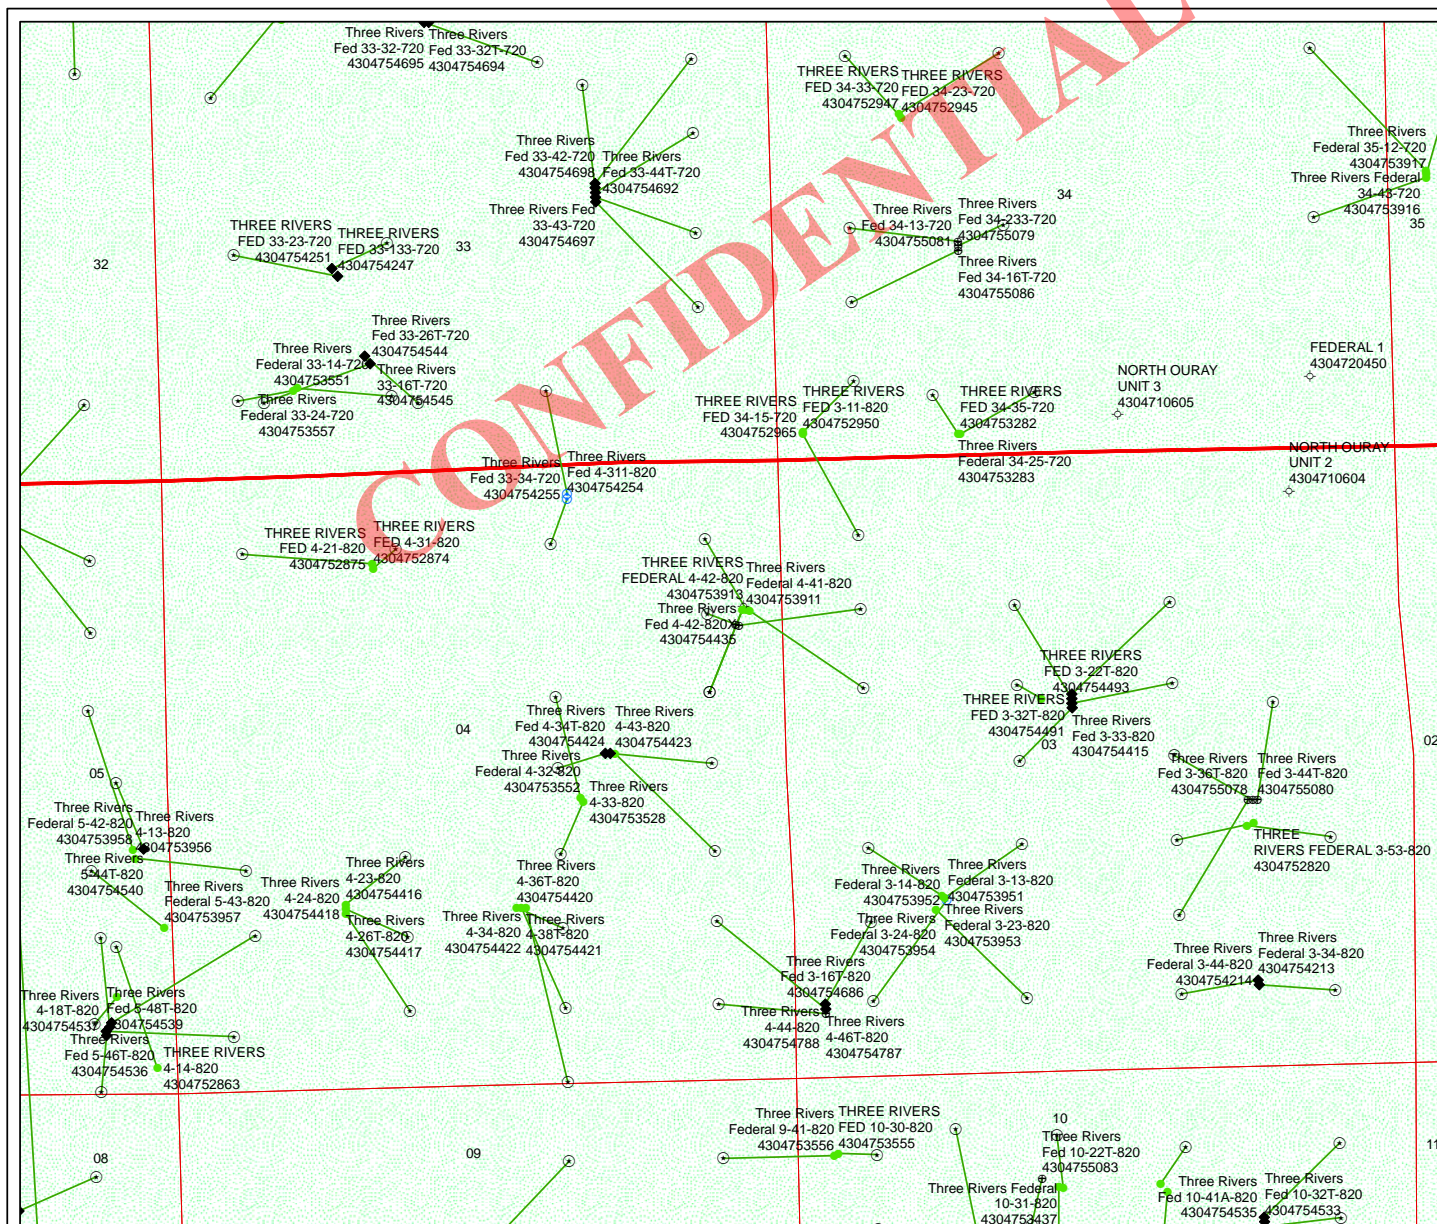 Three Rivers
Fed 33-32-720
4304754695
Three Rivers
Fed 33-32T-720
4304754694
THREE RIVERS
FED 34-33-720
4304752947
THREE RIVERS
FED 34-23-720
4304752945
CONFIDENTIAL
Three Rivers
Fed 33-42-720
4304754698
Three Rivers
Fed 33-44T-720
4304754692
Three Rivers Fed
33-43-720
4304754697
Three Rivers
Federal 35-12-720
4304753917
Three Rivers Federal
34-43-720
4304753916
35
34
THREE RIVERS
FED 33-23-720
4304754251
THREE RIVERS
FED 33-133-720
4304754247
33
32
Three Rivers
Fed 34-13-720
4304755081
Three Rivers
Fed 34-233-720
4304755079
Three Rivers
Fed 34-16T-720
4304755086
Three Rivers
Fed 33-26T-720
4304754544
Three Rivers
Federal 33-14-720
4304753551
Three Rivers
33-16T-720
4304754545
Three Rivers
Federal 33-24-720
4304753557
FEDERAL 1
4304720450
NORTH OURAY
UNIT 3
4304710605
THREE RIVERS
FED 34-15-720
4304752965
THREE RIVERS
FED 3-11-820
4304752950
THREE RIVERS
FED 34-35-720
4304753282
Three Rivers
Federal 34-25-720
4304753283
NORTH OURAY
UNIT 2
4304710604
Three Rivers
Fed 33-34-720
4304754255
Three Rivers
Fed 4-311-820
4304754254
THREE RIVERS
FED 4-21-820
4304752875
THREE RIVERS
FED 4-31-820
4304752874
THREE RIVERS
FEDERAL 4-42-820
4304753913
Three Rivers
Federal 4-41-820
4304753911
Three Rivers
Fed 4-42-820X
4304754435
THREE RIVERS
FED 3-22T-820
4304754493
THREE RIVERS
FED 3-32T-820
4304754491
Three Rivers
Fed 3-33-820
4304754415
03
02
04
05
Three Rivers
Fed 4-34T-820
4304754424
Three Rivers
4-43-820
4304754423
Three Rivers
Federal 4-32-820
4304753552
Three Rivers
4-33-820
4304753528
Three Rivers
Fed 3-36T-820
4304755078
Three Rivers
Fed 3-44T-820
4304755080
THREE
RIVERS FEDERAL 3-53-820
4304752820
Three Rivers
Federal 5-42-820
4304753958
Three Rivers
4-13-820
4304753956
Three Rivers
5-44T-820
4304754540
Three Rivers
Federal 5-43-820
4304753957
Three Rivers
4-23-820
4304754416
Three Rivers
4-24-820
4304754418
Three Rivers
4-26T-820
4304754417
Three Rivers
4-36T-820
4304754420
Three Rivers
4-34-820
4304754422
Three Rivers
4-38T-820
4304754421
Three Rivers
Federal 3-14-820
4304753952
Three Rivers
Federal 3-13-820
4304753951
Three Rivers
Federal 3-24-820
4304753954
Three Rivers
Federal 3-23-820
4304753953
Three Rivers
Fed 3-16T-820
4304754686
Three Rivers
4-44-820
4304754788
Three Rivers
4-46T-820
4304754787
Three Rivers
Federal 3-44-820
4304754214
Three Rivers
Federal 3-34-820
4304754213
Three Rivers
4-18T-820
4304754537
Three Rivers
Fed 5-48T-820
4304754539
Three Rivers
Fed 5-46T-820
4304754536
THREE RIVERS
4-14-820
4304752863
Three Rivers
Federal 9-41-820
4304753556
THREE RIVERS
FED 10-30-820
4304753555
10
Three Rivers
Fed 10-22T-820
4304755083
11
08
09
Three Rivers Federal
10-31-820
4304753437
Three Rivers
Fed 10-41A-820
4304754535
Three Rivers
Fed 10-32T-820
4304754533